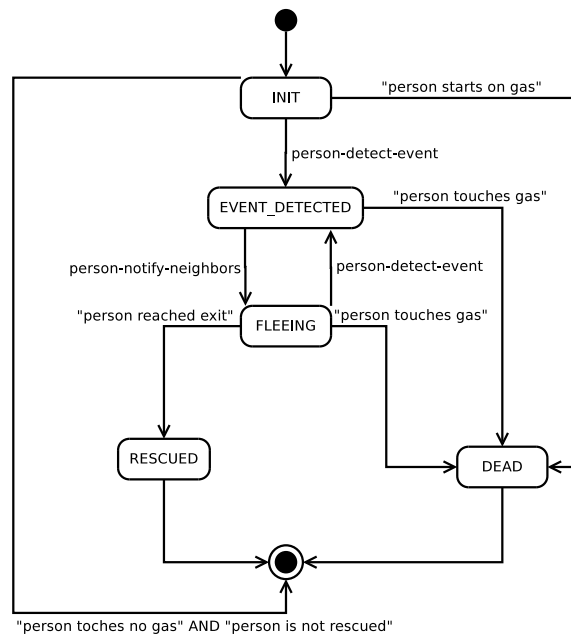 "person starts on gas"
INIT
person-detect-event
"person touches gas"
EVENT_DETECTED
person-notify-neighbors
person-detect-event
"person reached exit"
"person touches gas"
FLEEING
RESCUED
DEAD
"person toches no gas" AND "person is not rescued"